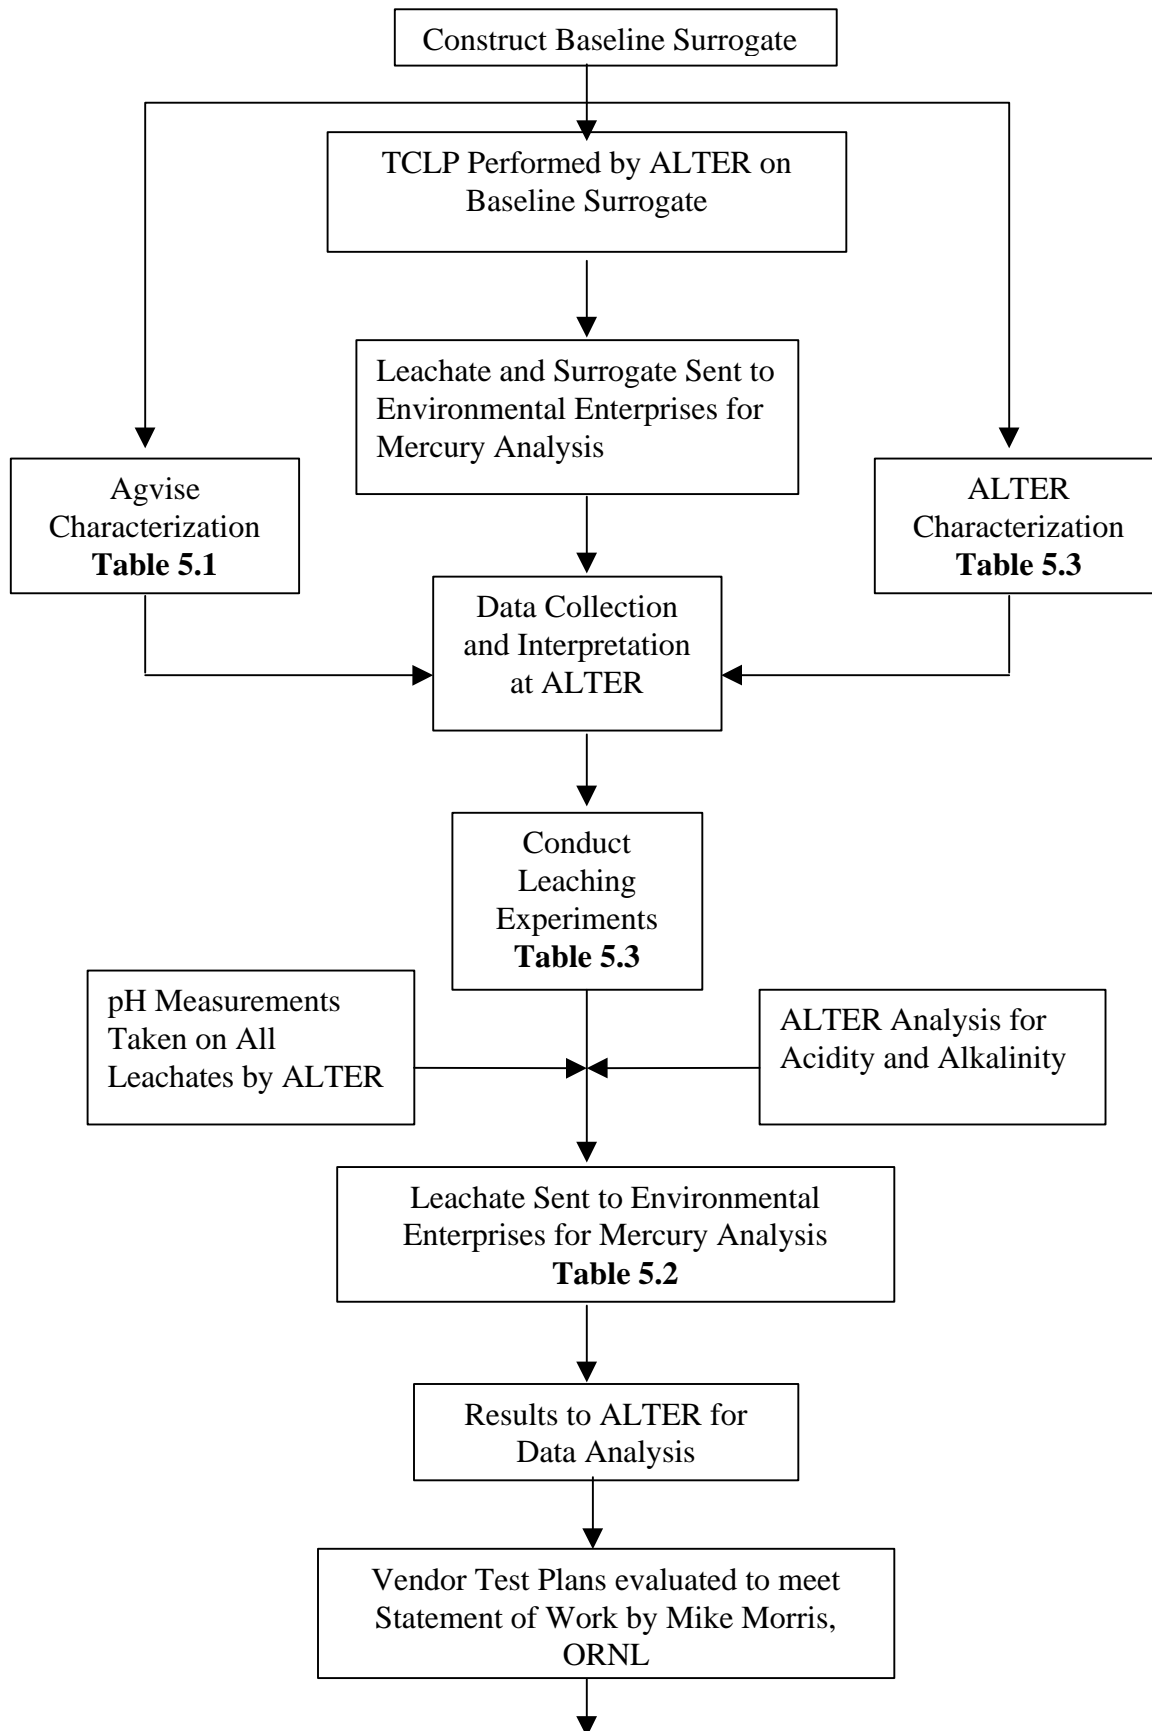 Construct Baseline Surrogate
TCLP Performed by ALTER on
Baseline Surrogate
Leachate and Surrogate Sent to
Environmental Enterprises for
Mercury Analysis
Agvise
Characterization
Table 5.1
ALTER
Characterization
Table 5.3
Data Collection
and Interpretation
at ALTER
Conduct
Leaching
Experiments
Table 5.3
pH Measurements
Taken on All
Leachates by ALTER
ALTER Analysis for
Acidity and Alkalinity
Leachate Sent to Environmental
Enterprises for Mercury Analysis
Table 5.2
Results to ALTER for
Data Analysis
Vendor Test Plans evaluated to meet
Statement of Work by Mike Morris,
ORNL